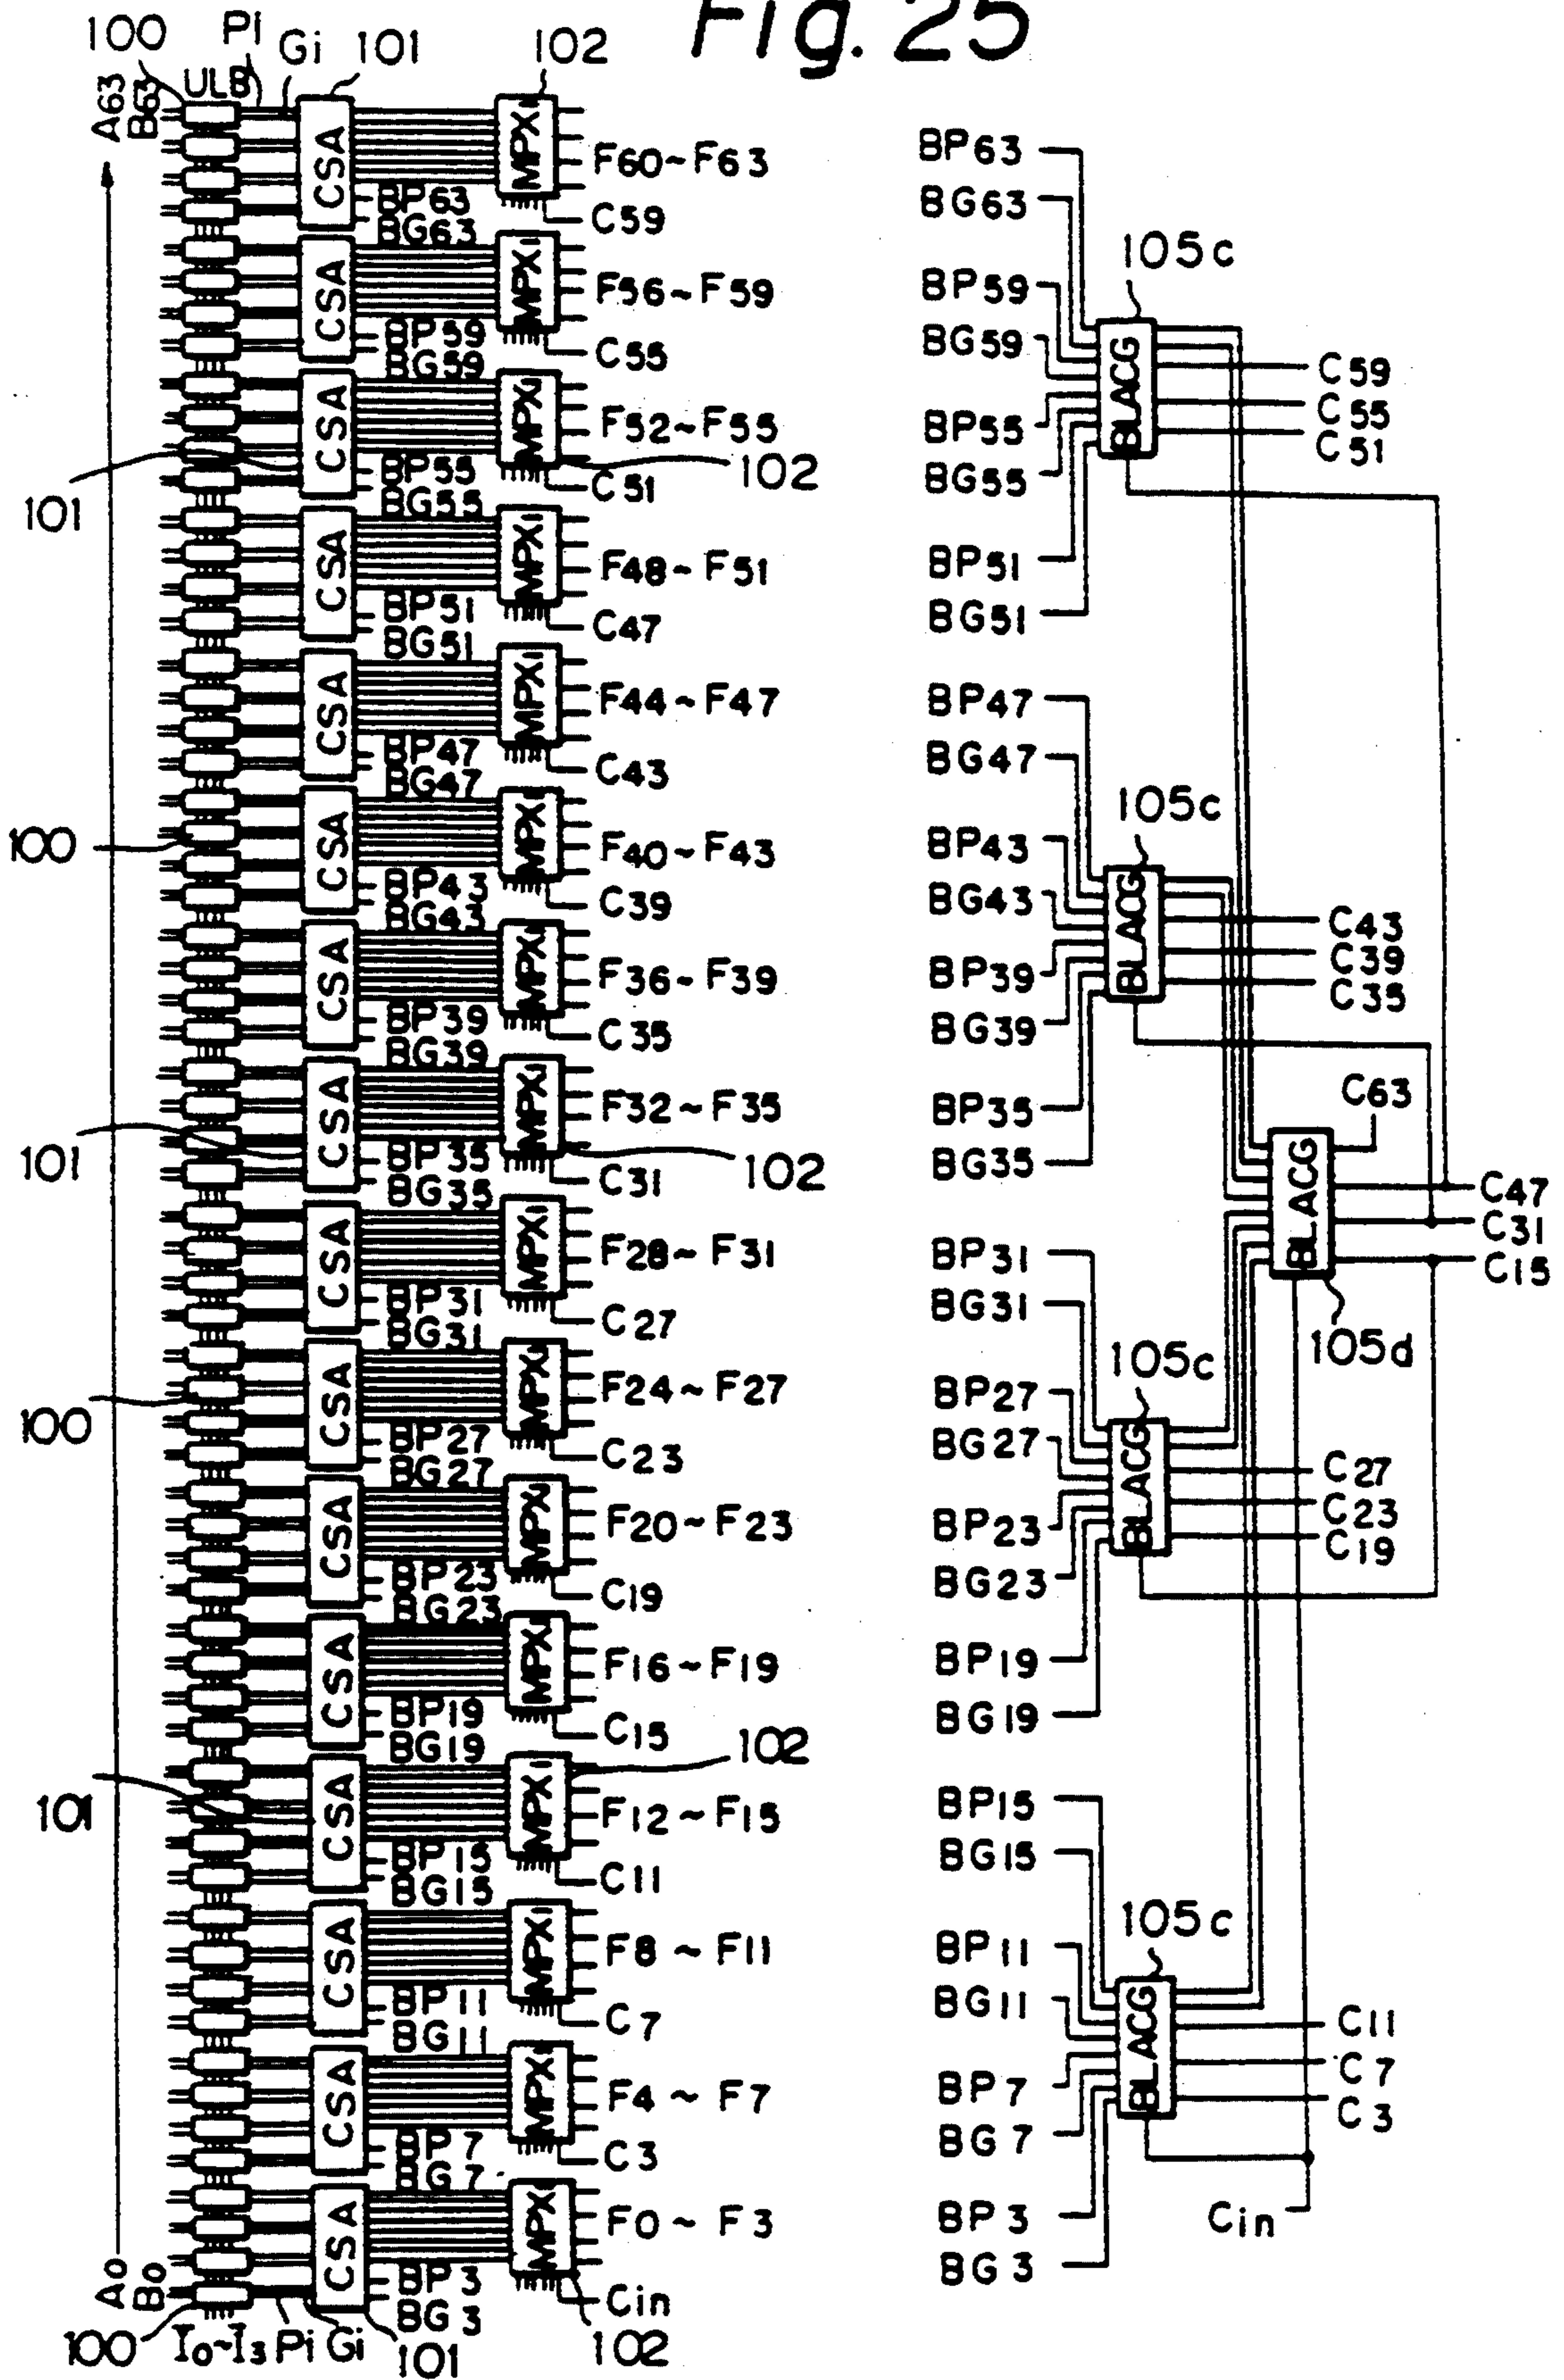 Fig. 25
100 Pi Gi 101 102
A63 B63 ULB
CSA MPX F60~F63
BP63 C59
BG63
CSA MPX F56~F59
BP59 C55
BG59
CSA MPX F52~F55
101 BP55 C51 102
BG55
CSA MPX F48~F51
BP51 C47
BG51
CSA MPX F44~F47
BP47 C43
BG47
100 CSA MPX F40~F43
BP43 C39
BG43
CSA MPX F36~F39
BP39 C35
BG39
CSA MPX F32~F35
101 BP35 C31 102
BG35
CSA MPX F28~F31
BP31 C27
BG31
100 CSA MPX F24~F27
BP27 C23
BG27
CSA MPX F20~F23
BP23 C19
BG23
CSA MPX F16~F19
BP19 C15
BG19 102
101 CSA MPX F12~F15
BP15 C11
BG15
CSA MPX F8~F11
BP11 C7
BG11
CSA MPX F4~F7
BP7 C3
BG7
CSA MPX F0~F3
A0 B0 BP3 Cin
BG3
100 I0~I3 Pi Gi 101 102
BP63
BG63
105c
BP59
BG59 BLACG C59
BP55 C55
BG55 C51
BP51
BG51
BP47
BG47
105c
BP43
BG43 BLACG C43
BP39 C39
BG39 C35
BP35
BG35
C63
BLACG C47
C31
C15
105d
BP31
BG31
105c
BP27
BG27 BLACG C27
BP23 C23
BG23 C19
BP19
BG19
BP15
BG15
105c
BP11
BG11 BLACG C11
BP7 C7
BG7 C3
BP3
BG3
Cin